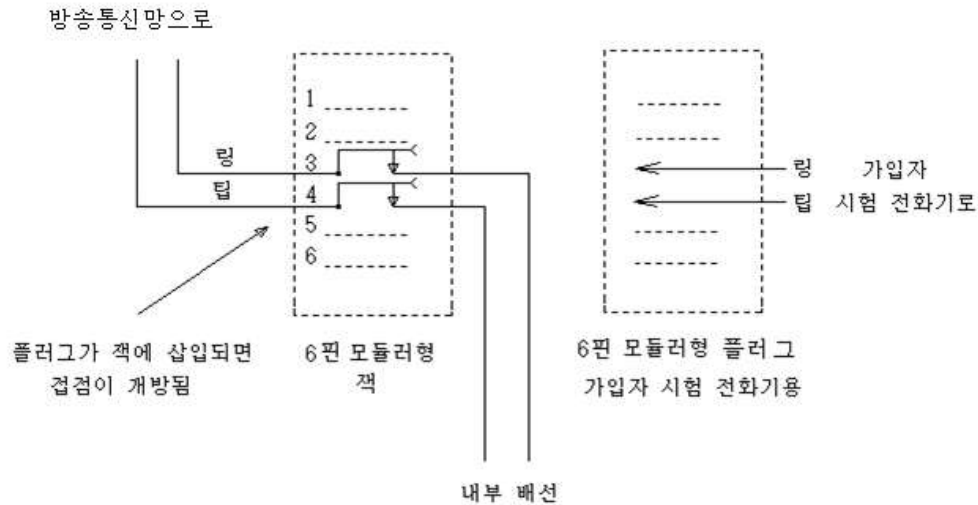 방송통신망으로
1
2
링 3
팁 4
5
6
링 가입자
팁 시험 전화기로
플러그가 잭에 삽입되면
접점이 개방됨
6핀 모듈러형
잭
6핀 모듈러형 플러그
가입자 시험 전화기용
내부 배선